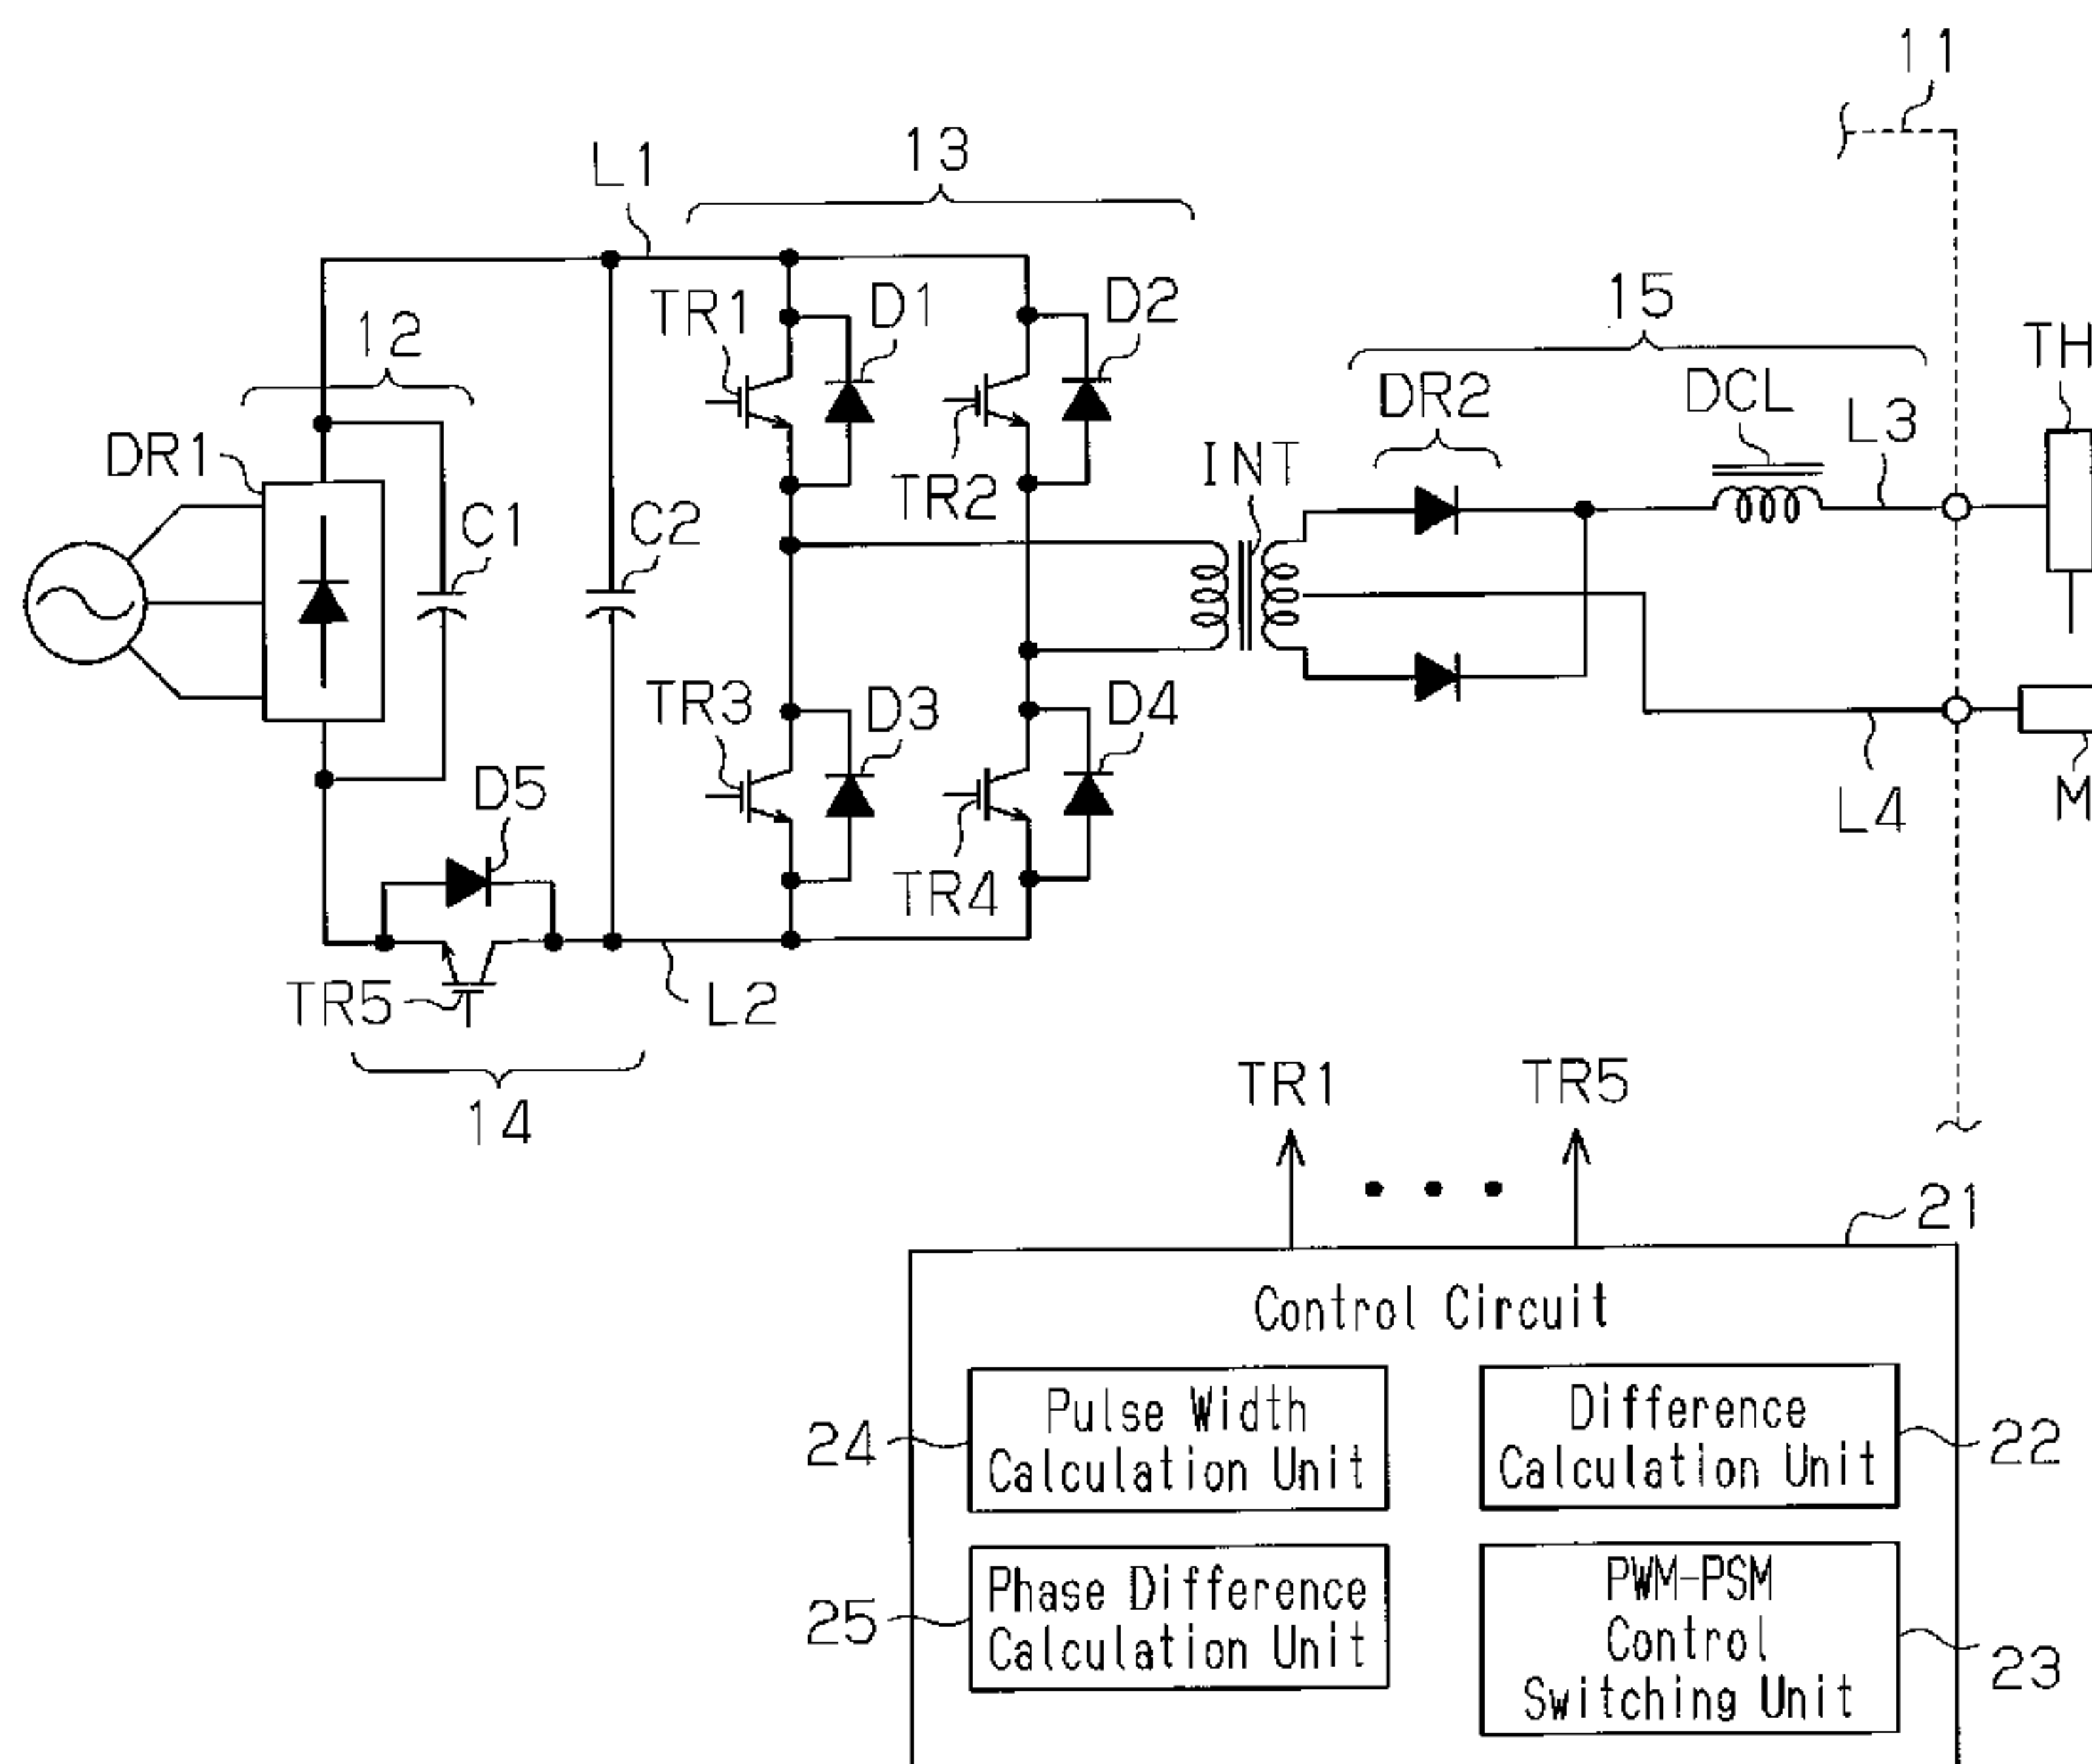 11
13
L1
15
TR1
D1
D2
TH
12
DR2
DCL
L3
DR1
INT
TR2
C1
C2
TR3
D3
D4
D5
M
L4
TR4
TR5
L2
14
TR1
TR5
21
Control Circuit
24
Pulse Width
Calculation Unit
Difference
Calculation Unit
22
25
Phase Difference
Calculation Unit
PWM-PSM
Control
Switching Unit
23